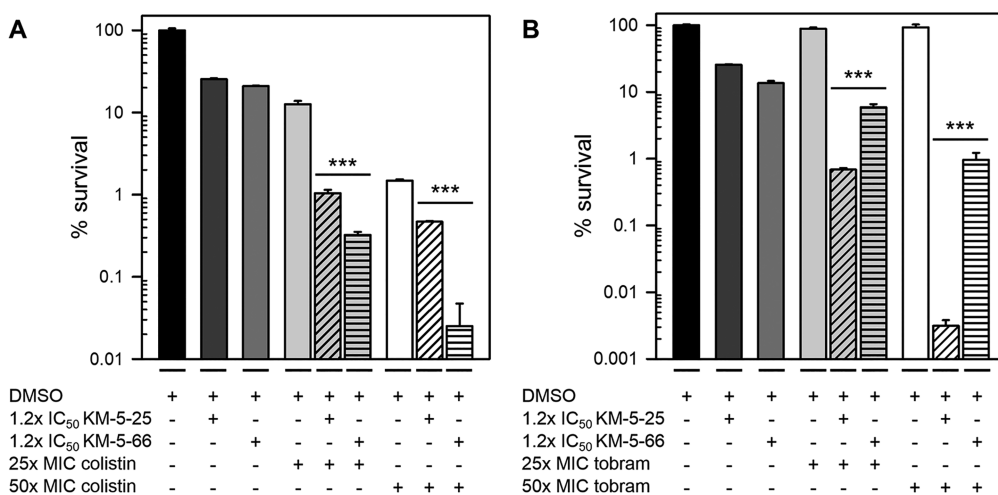 A
% survival
100
10
1
0.1
0.01
***
***
DMSO + + + + + + + + +
1.2x IC50 KM-5-25 - + - - + - - + -
1.2x IC50 KM-5-66 - - + - - + - - +
25x MIC colistin - - - + + + - - -
50x MIC colistin - - - - - - + + +
B
% survival
100
10
1
0.1
0.01
0.001
***
***
DMSO + + + + + + + + +
1.2x IC50 KM-5-25 - + - - + - - + -
1.2x IC50 KM-5-66 - - + - - + - - +
25x MIC tobram - - - + + + - - -
50x MIC tobram - - - - - - + + +